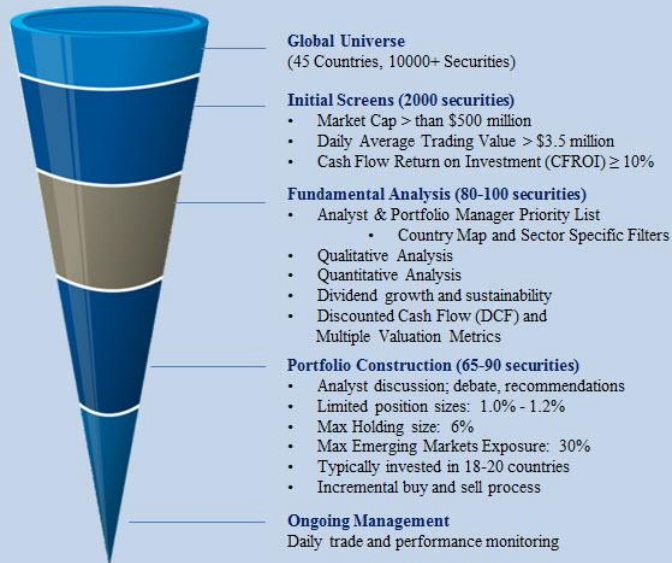 Global Universe
(45 Countries, 10000+ Securities)
Initial Screens (2000 securities)
• Market Cap > than $500 million
• Daily Average Trading Value > $3.5 million
• Cash Flow Return on Investment (CFROI) ≥ 10%
Fundamental Analysis (80-100 securities)
• Analyst & Portfolio Manager Priority List
• Country Map and Sector Specific Filters
• Qualitative Analysis
• Quantitative Analysis
• Dividend growth and sustainability
• Discounted Cash Flow (DCF) and
Multiple Valuation Metrics
Portfolio Construction (65-90 securities)
• Analyst discussion; debate, recommendations
• Limited position sizes: 1.0% - 1.2%
• Max Holding size: 6%
• Max Emerging Markets Exposure: 30%
• Typically invested in 18-20 countries
• Incremental buy and sell process
Ongoing Management
Daily trade and performance monitoring